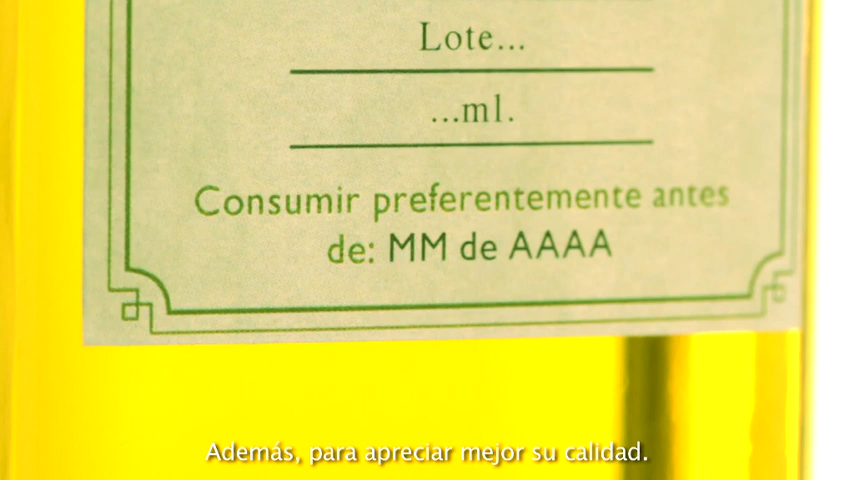 Lote...
...ml.
Consumir preferentemente antes
de: MM de AAAA
Además, para apreciar mejor su calidad.